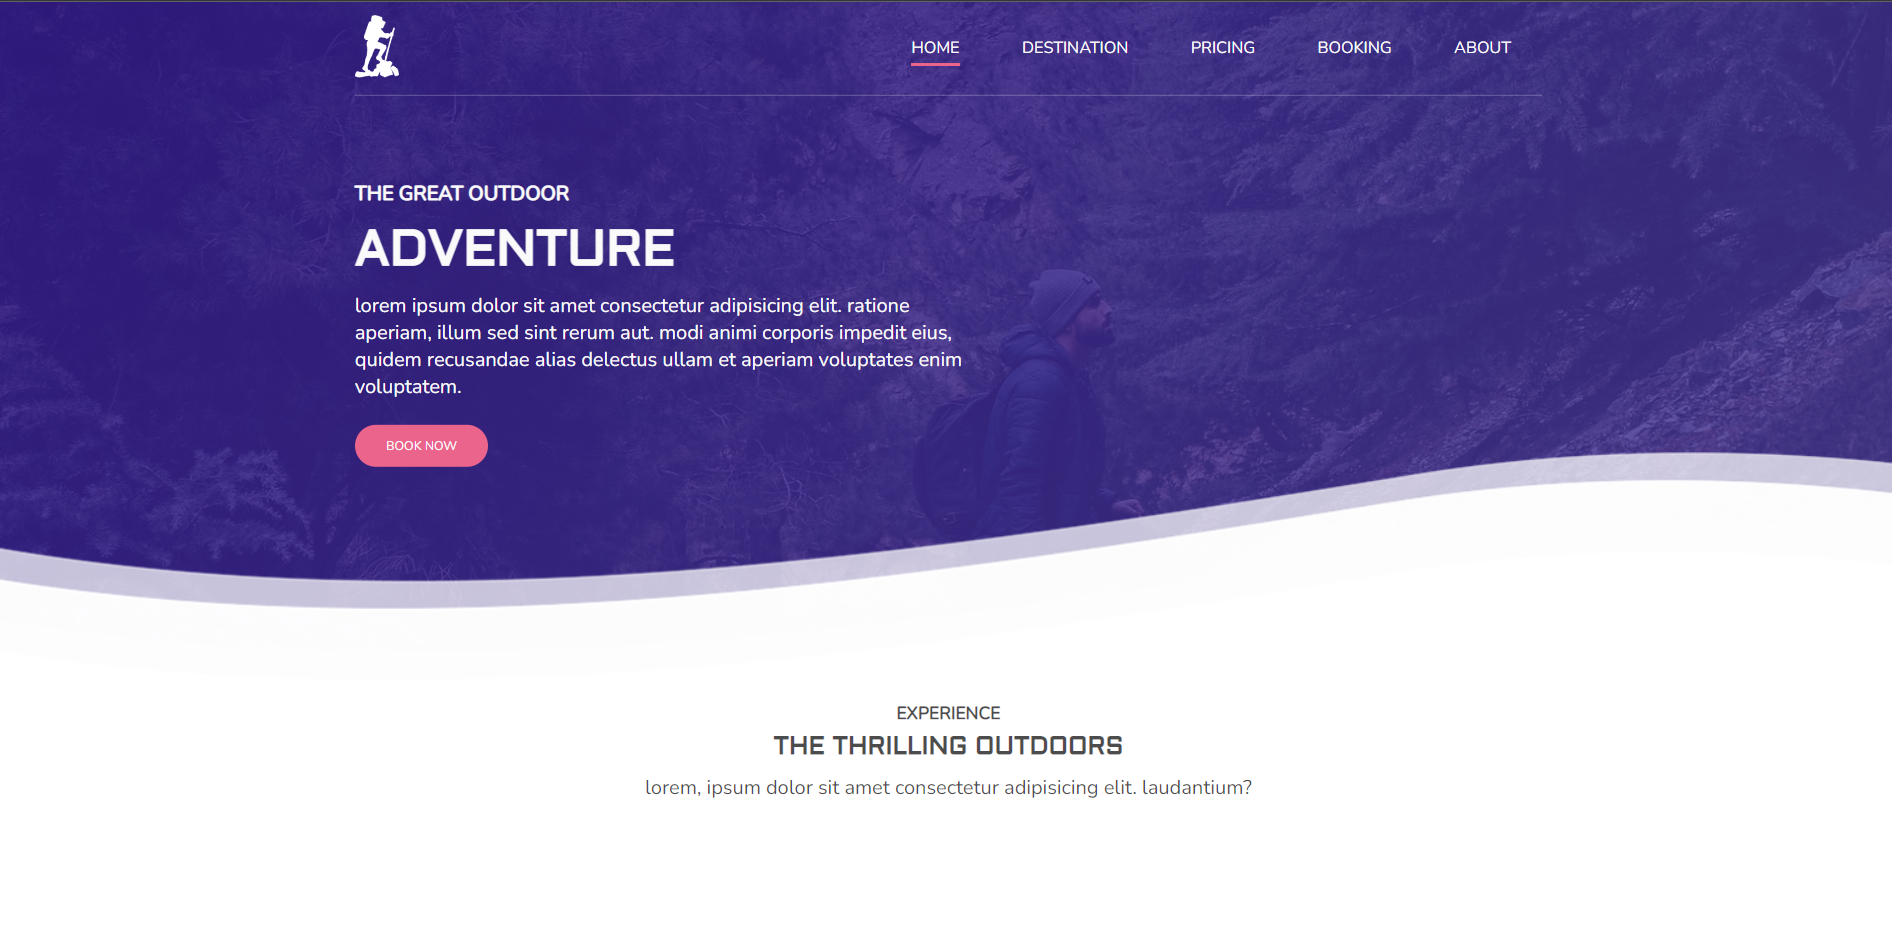 HOME DESTINATION PRICING BOOKING ABOUT
THE GREAT OUTDOOR
ADVENTURE
lorem ipsum dolor sit amet consectetur adipisicing elit. ratione
aperiam, illum sed sint rerum aut. modi animi corporis impedit eius,
quidem recusandae alias delectus ullam et aperiam voluptates enim
voluptatem.
BOOK NOW
EXPERIENCE
THE THRILLING OUTDOORS
lorem, ipsum dolor sit amet consectetur adipisicing elit. laudantium?